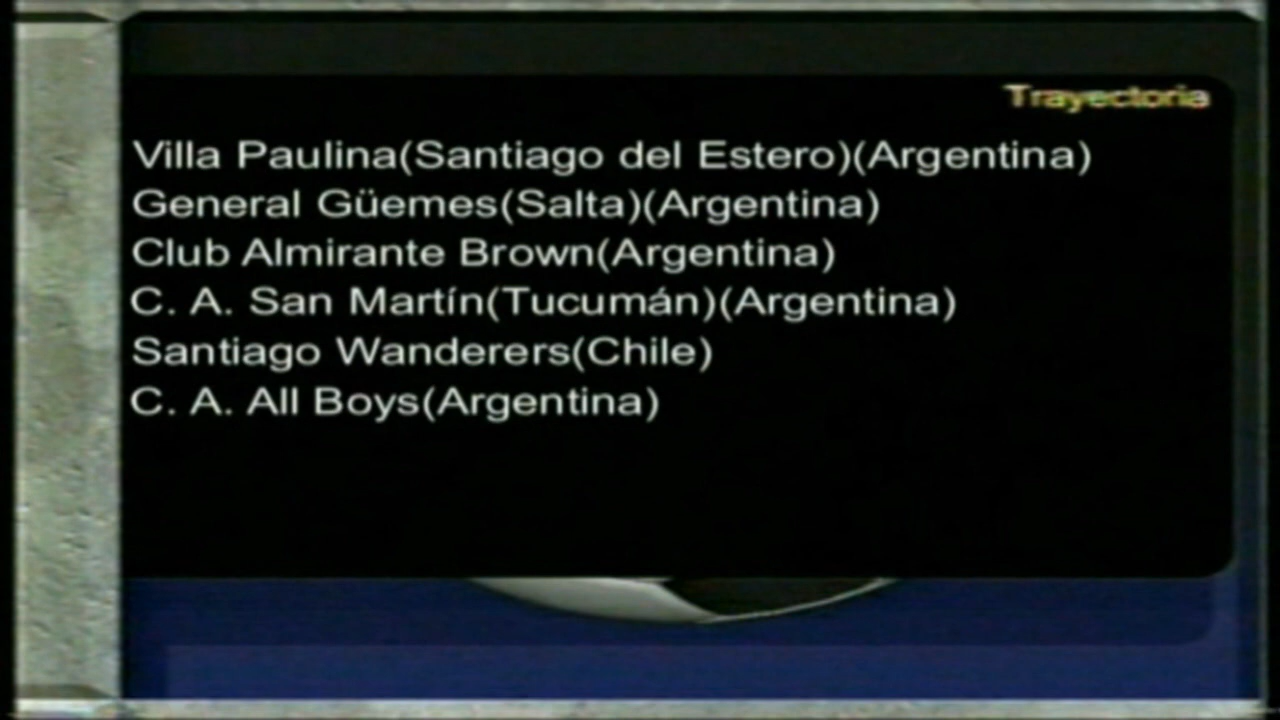 Trayectoria
Villa Paulina(Santiago del Estero)(Argentina)
General Güemes(Salta)(Argentina)
Club Almirante Brown(Argentina)
C. A. San Martín(Tucumán)(Argentina)
Santiago Wanderers(Chile)
C. A. All Boys(Argentina)